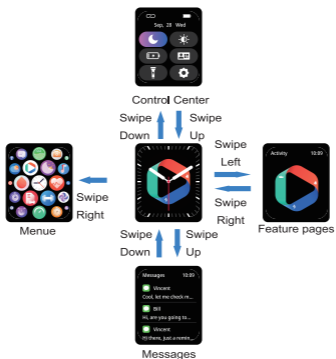 Sep, 28 Wed
Control Center
Swipe Down
Swipe Up
Swipe Left
Swipe Right
Activity 10:09
Feature pages
Swipe Right
Menue
Swipe Down
Swipe Up
Messages 10:09
Vincent
Cool, let me check m...
Bill
Hi, are you going to...
Vincent
Hi there, just a remin...
Messages